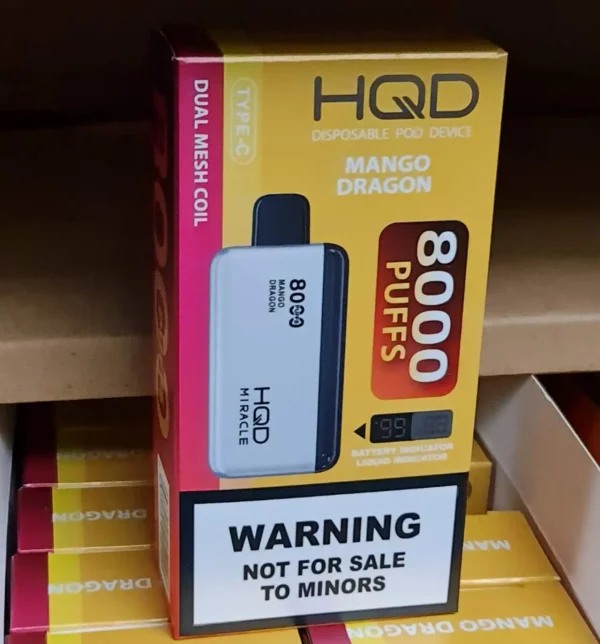 HQD
DISPOSABLE POD DEVICE
MANGO
DRAGON
TYPE-C
DUAL MESH COIL
8000
PUFFS
8000
MANGO
DRAGON
HQD
MIRACLE
99
BATTERY INDICATOR
LIQUID INDICATOR
WARNING
NOT FOR SALE
TO MINORS
DRAGON
DRAGON
MANGO DRAGON